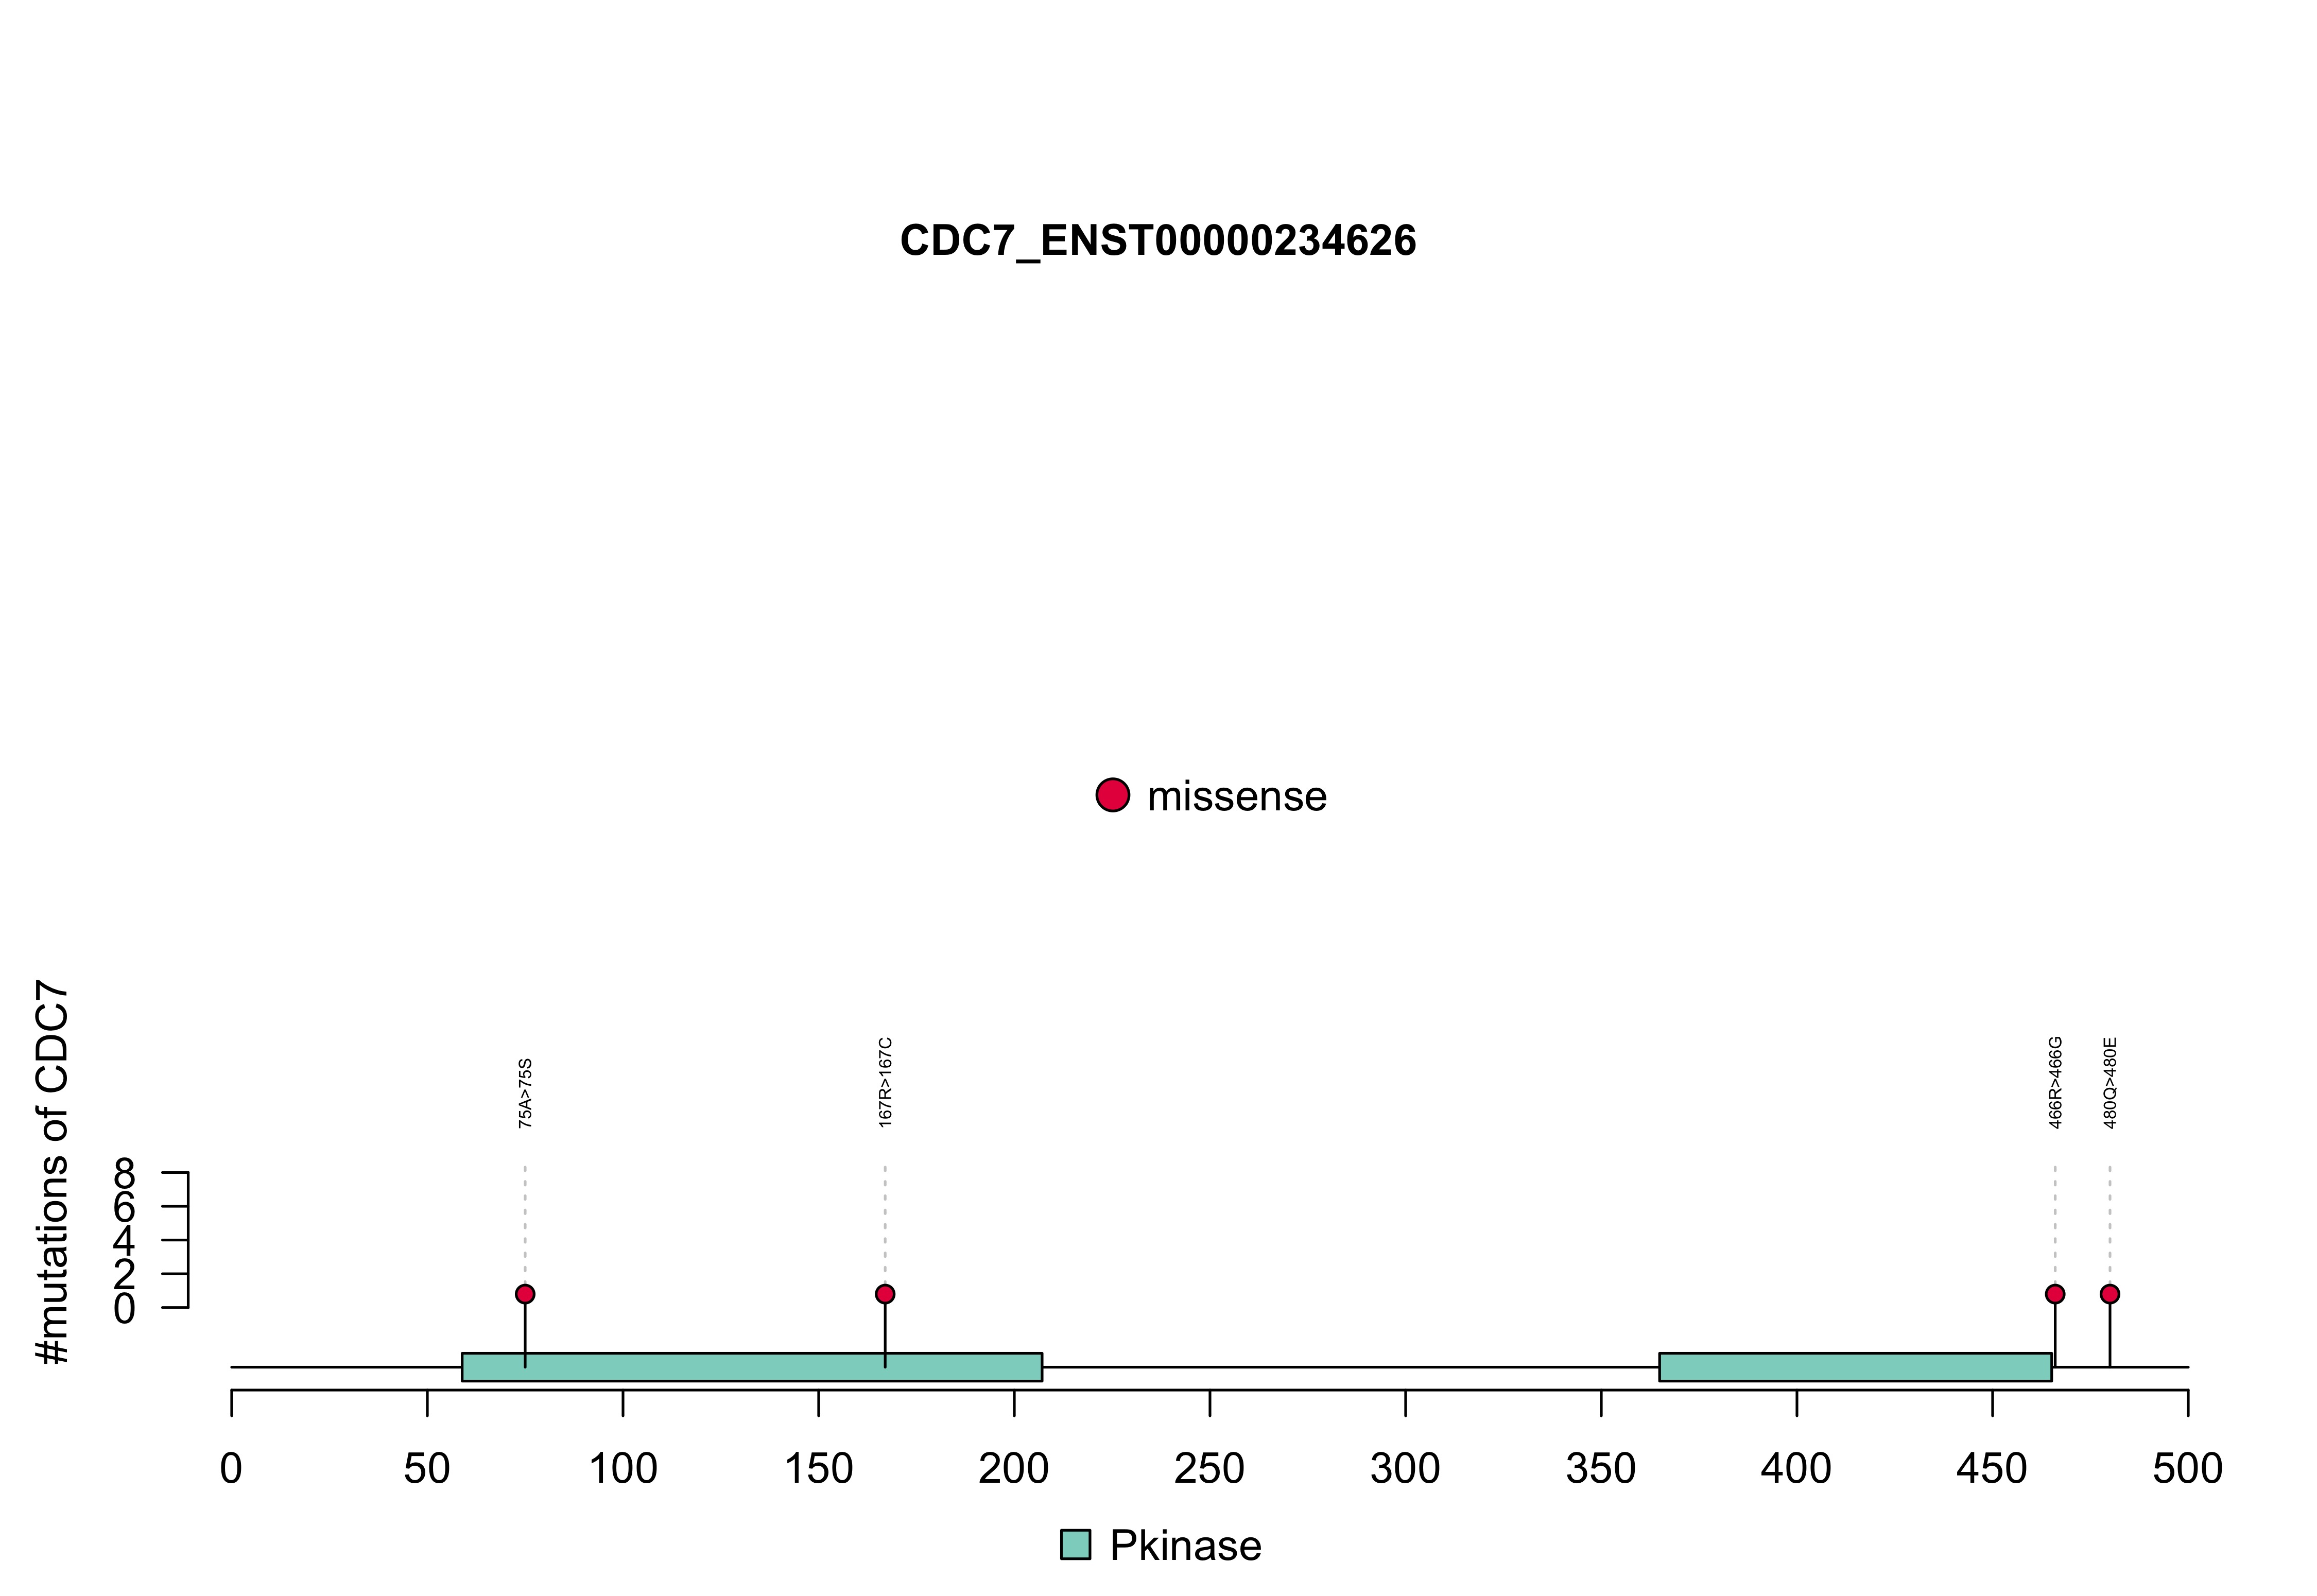 CDC7_ENST00000234626
missense
#mutations of CDC7
75A>75S
167R>167C
466R>466G
480Q>480E
8
6
4
2
0
0 50 100 150 200 250 300 350 400 450 500
Pkinase